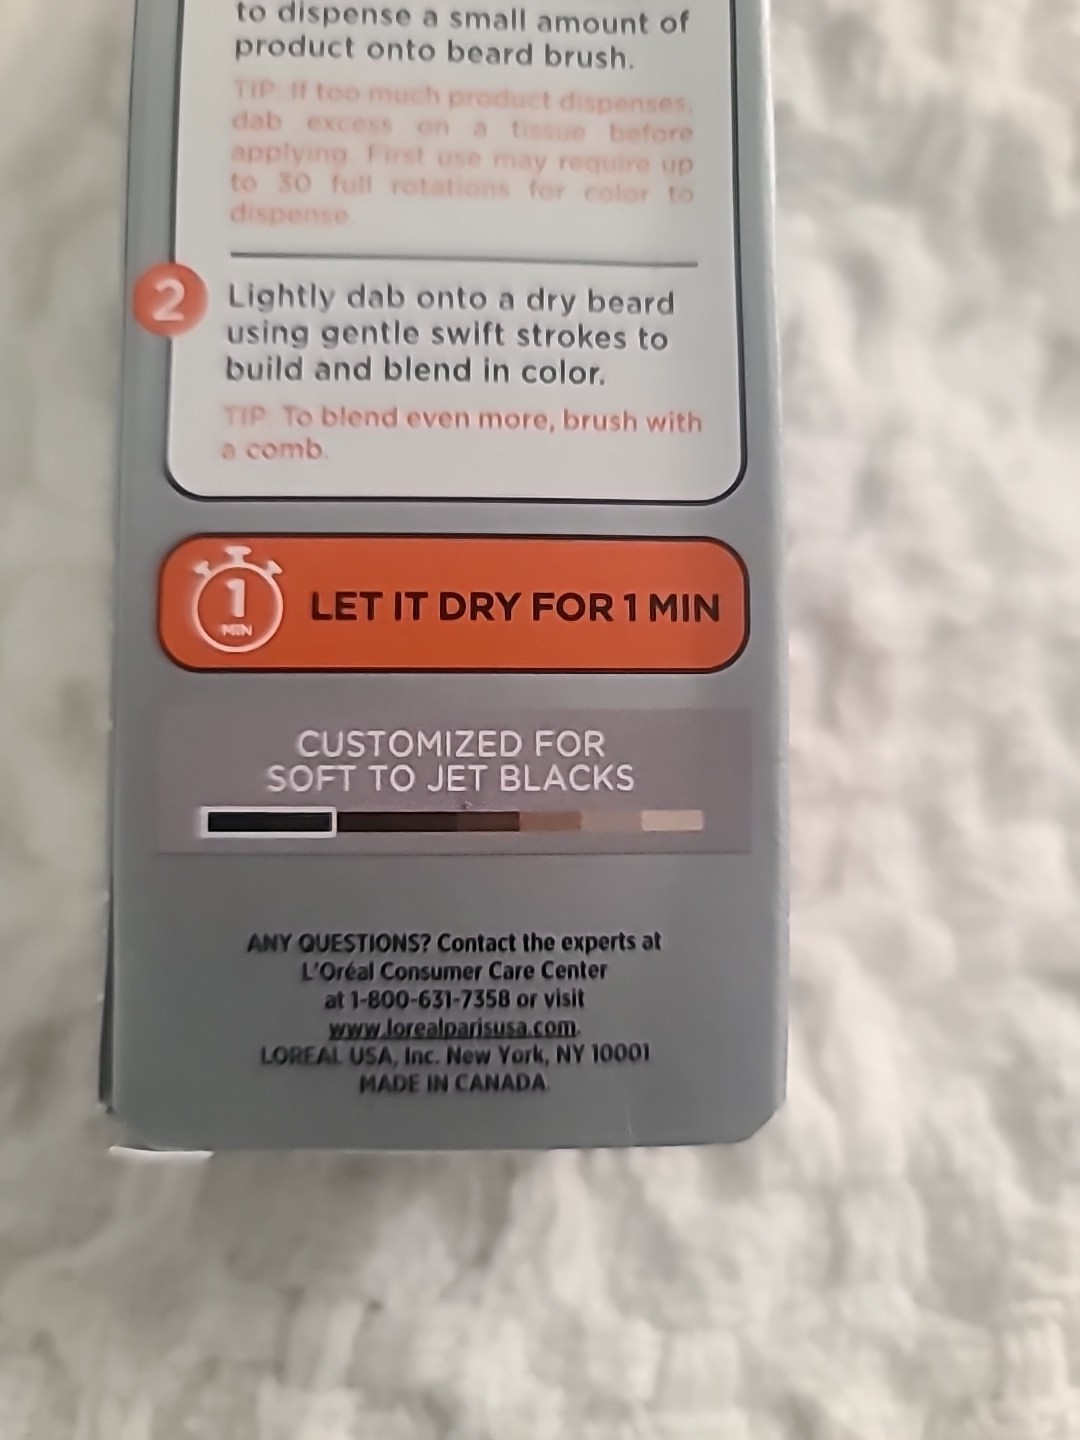 to dispense a small amount of
product onto beard brush.
TIP: If too much product dispenses,
dab excess on a tissue before
applying. First use may require up
to 30 full rotations for color to
dispense.
2
Lightly dab onto a dry beard
using gentle swift strokes to
build and blend in color.
TIP: To blend even more, brush with
a comb.
1
MIN
LET IT DRY FOR 1 MIN
CUSTOMIZED FOR
SOFT TO JET BLACKS
ANY QUESTIONS? Contact the experts at
L'Oréal Consumer Care Center
at 1-800-631-7358 or visit
www.lorealparisusa.com.
LOREAL USA, Inc. New York, NY 10001
MADE IN CANADA.